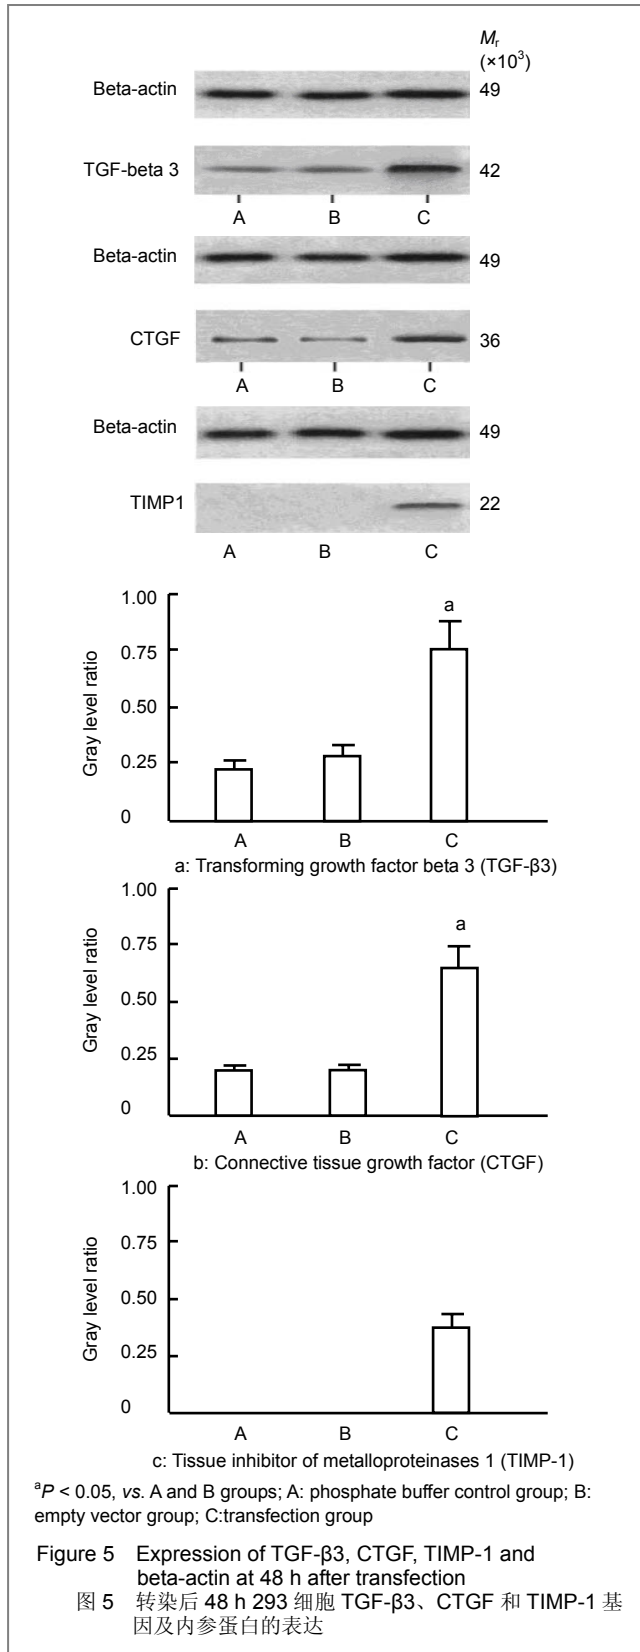 Mr
(×10³)
Beta-actin 49
TGF-beta 3 42
A B C
Beta-actin 49
CTGF 36
A B C
Beta-actin 49
TIMP1 22
A B C
1.00
0.75
0.50
0.25
0
Gray level ratio
a
A B C
a: Transforming growth factor beta 3 (TGF-β3)
1.00
0.75
0.50
0.25
0
Gray level ratio
a
A B C
b: Connective tissue growth factor (CTGF)
1.00
0.75
0.50
0.25
0
Gray level ratio
A B C
c: Tissue inhibitor of metalloproteinases 1 (TIMP-1)
ᵃP < 0.05, vs. A and B groups; A: phosphate buffer control group; B:
empty vector group; C:transfection group
Figure 5 Expression of TGF-β3, CTGF, TIMP-1 and
beta-actin at 48 h after transfection
图 5 转染后 48 h 293 细胞 TGF-β3、CTGF 和 TIMP-1 基
因及内参蛋白的表达